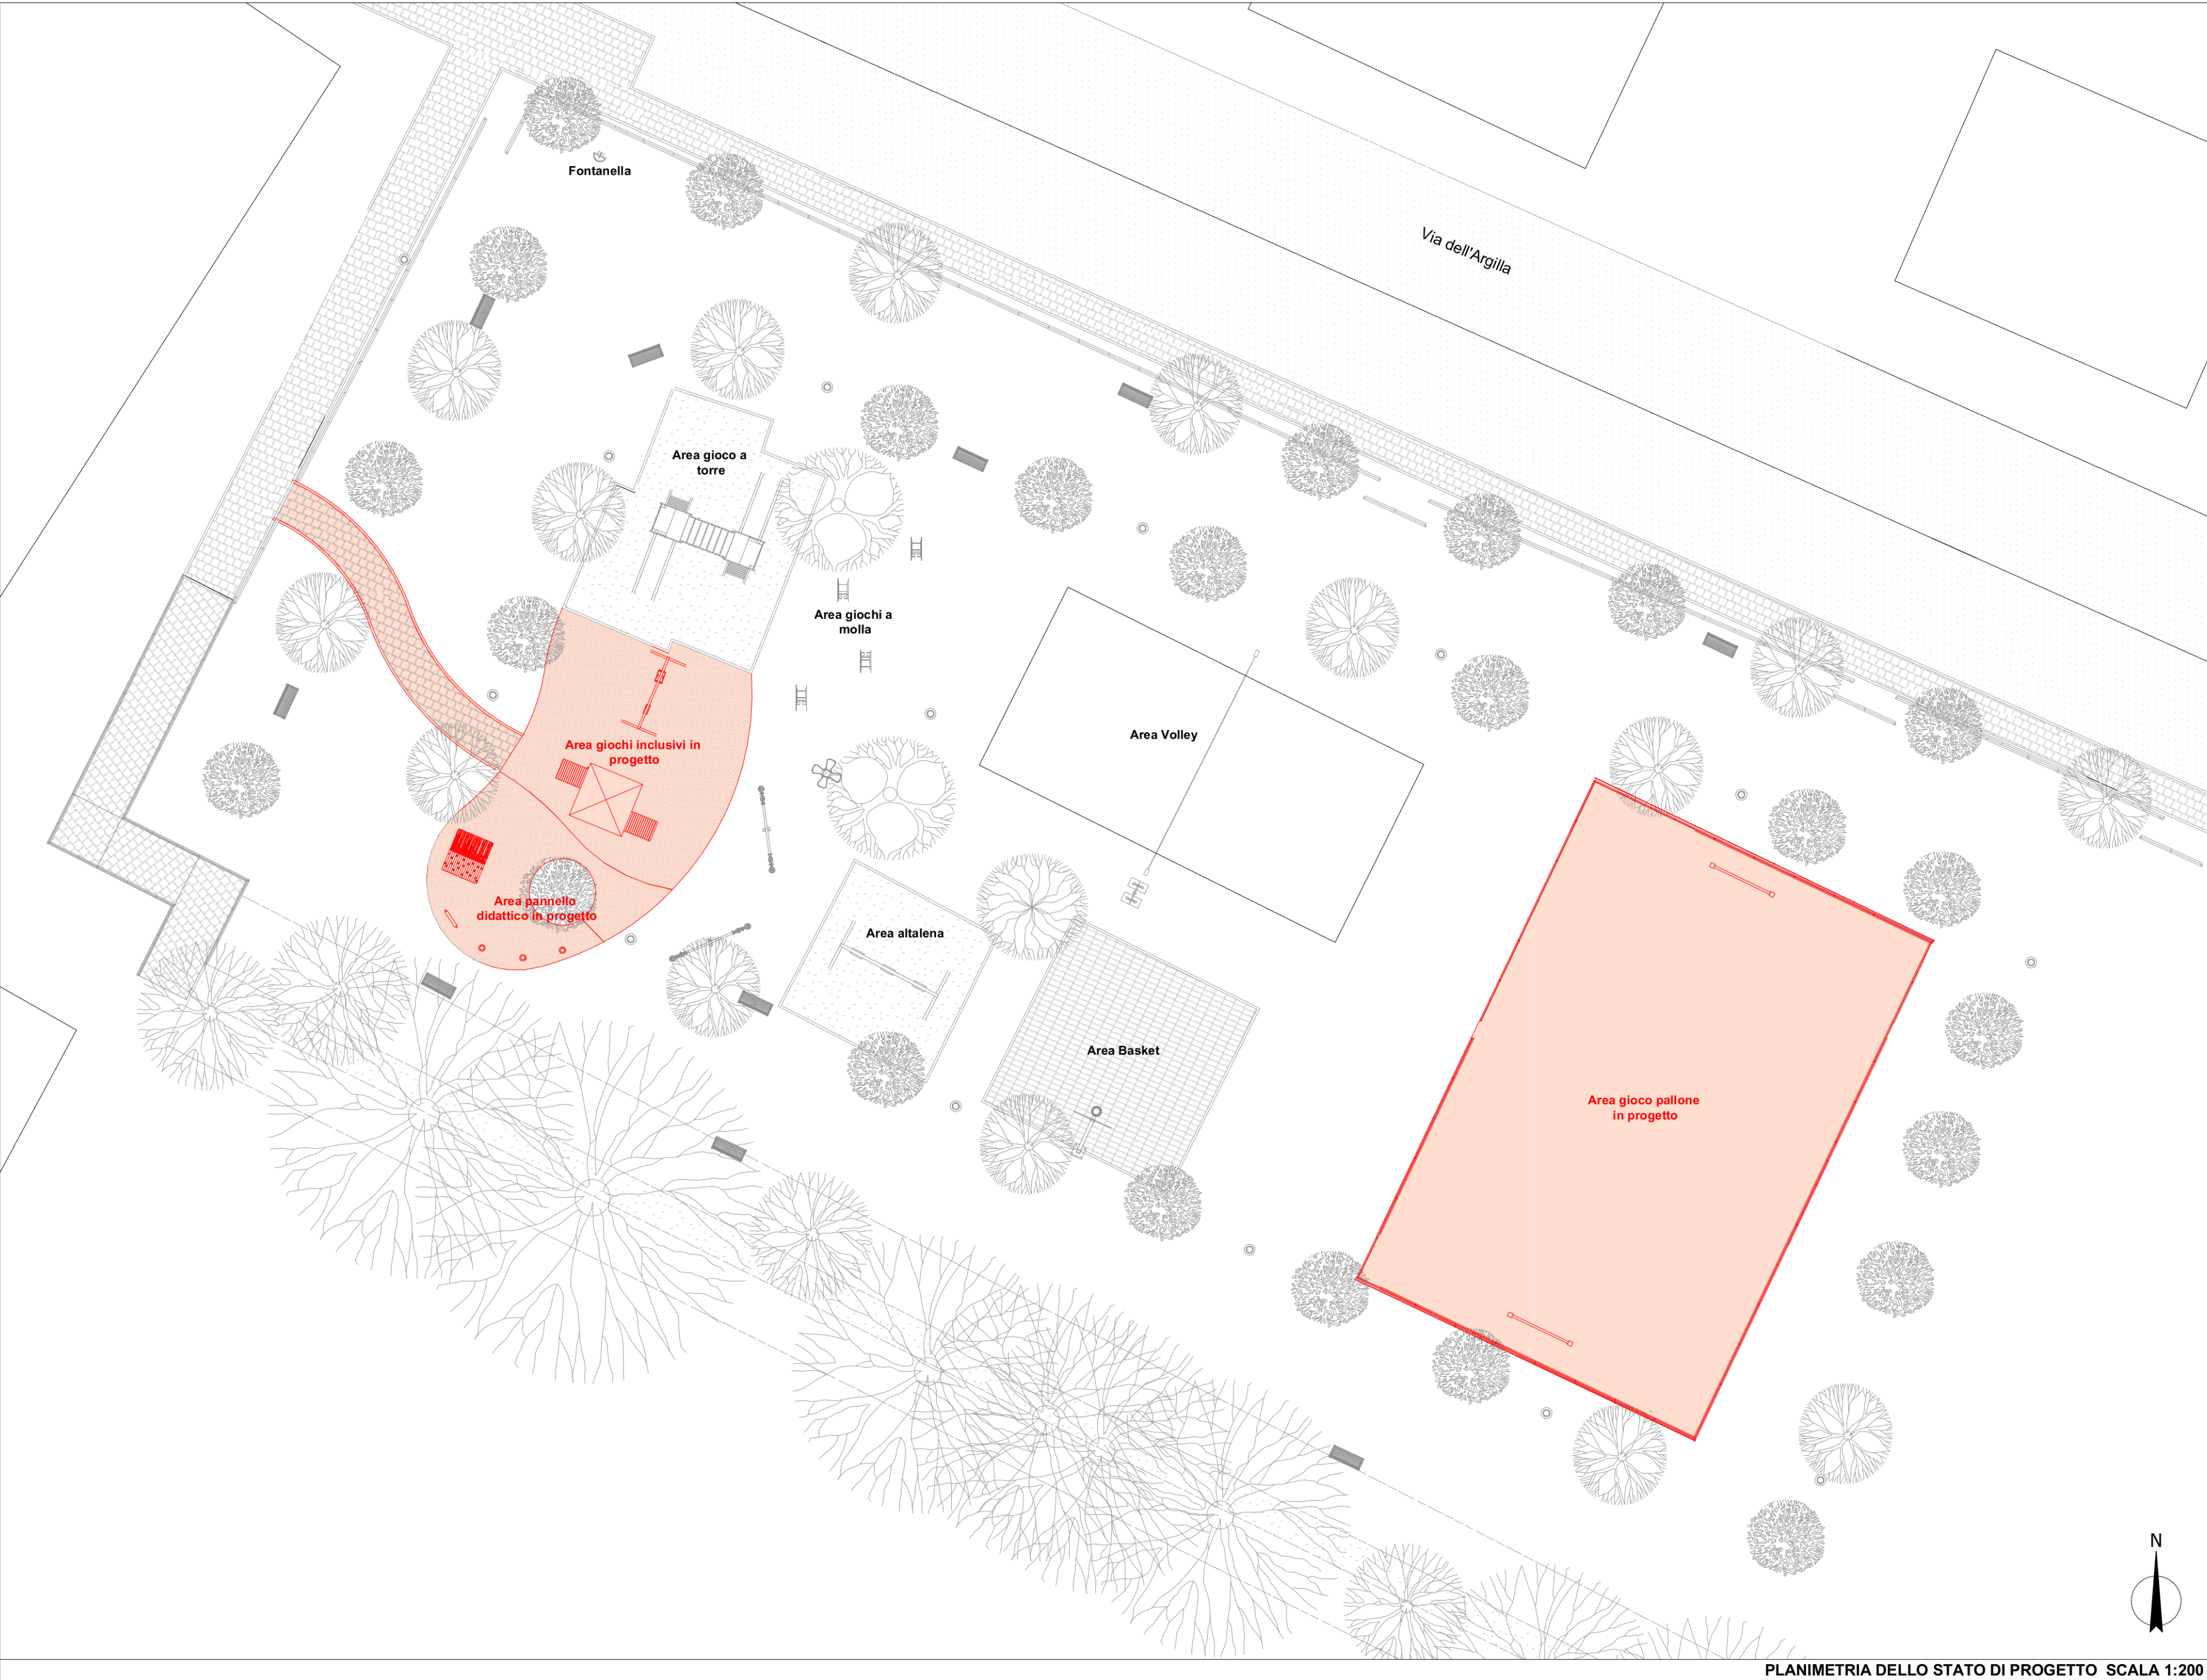 Fontanella
Via dell'Argilla
Area gioco a
torre
Area giochi a
molla
Area Volley
Area giochi inclusivi in
progetto
Area pannello
didattico in progetto
Area altalena
Area Basket
Area gioco pallone
in progetto
N
PLANIMETRIA DELLO STATO DI PROGETTO SCALA 1:200